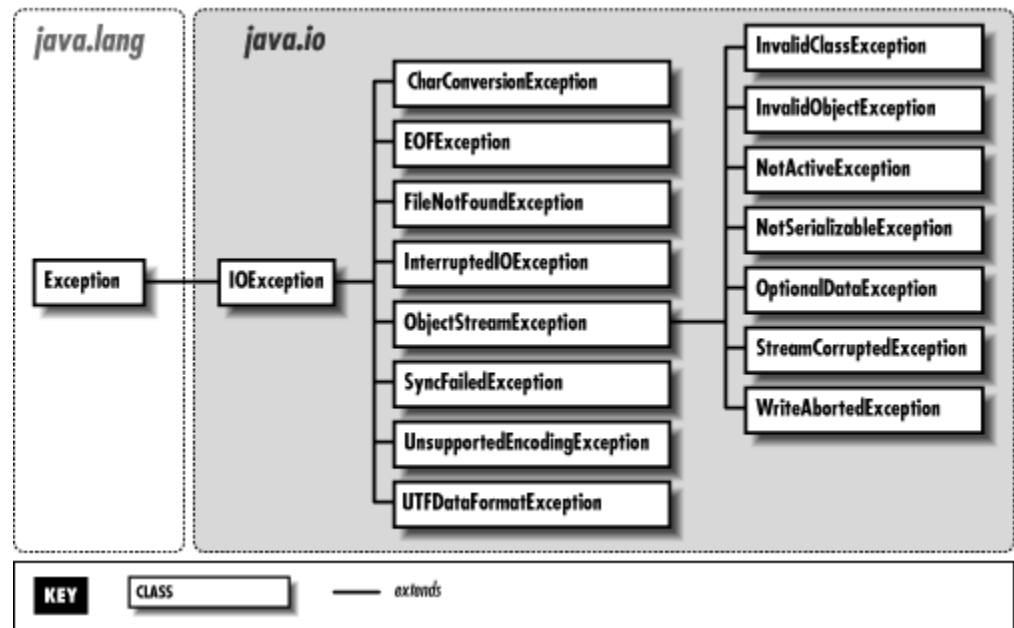 java.lang
java.io
Exception
IOException
CharConversionException
EOFException
FileNotFoundException
InterruptedIOException
ObjectStreamException
SyncFailedException
UnsupportedEncodingException
UTFDataFormatException
InvalidClassException
InvalidObjectException
NotActiveException
NotSerializableException
OptionalDataException
StreamCorruptedException
WriteAbortedException
KEY
CLASS
extends